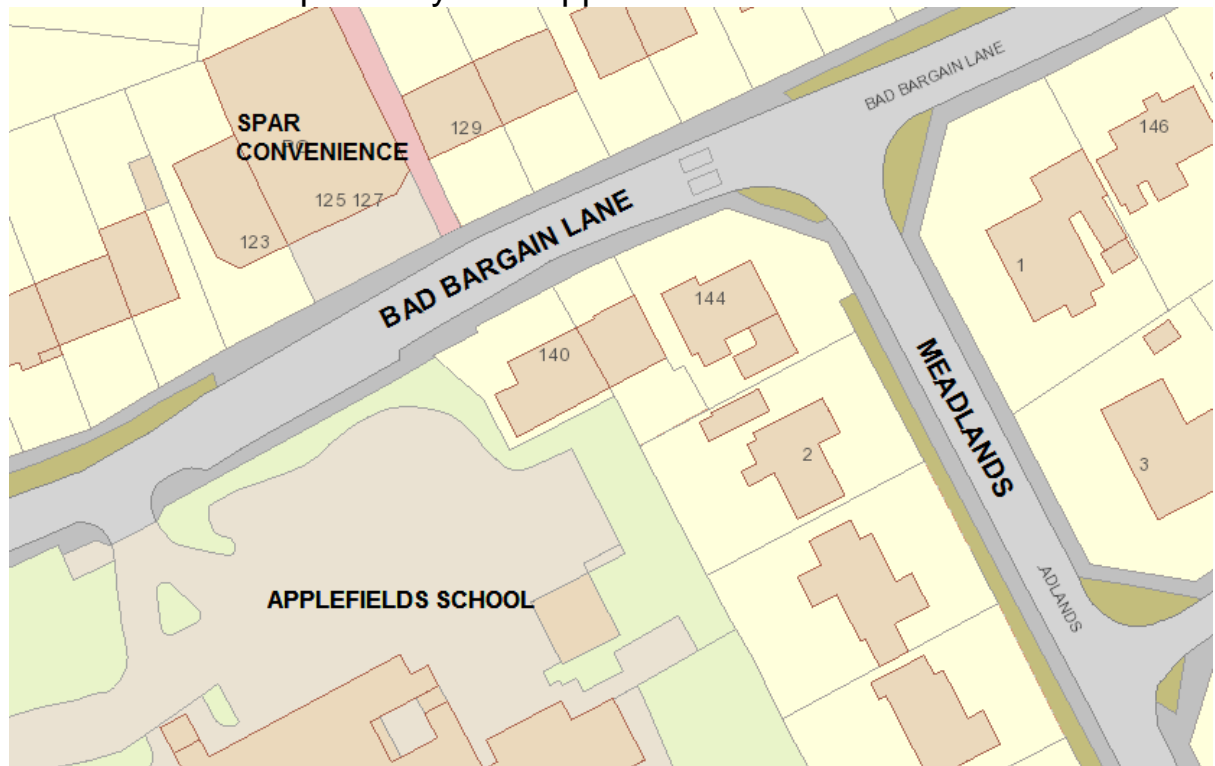 BAD BARGAIN LANE
SPAR
CONVENIENCE
129
146
125 127
123
BAD BARGAIN LANE
1
144
140
MEADLANDS
2
3
APPLEFIELDS SCHOOL
ADLANDS